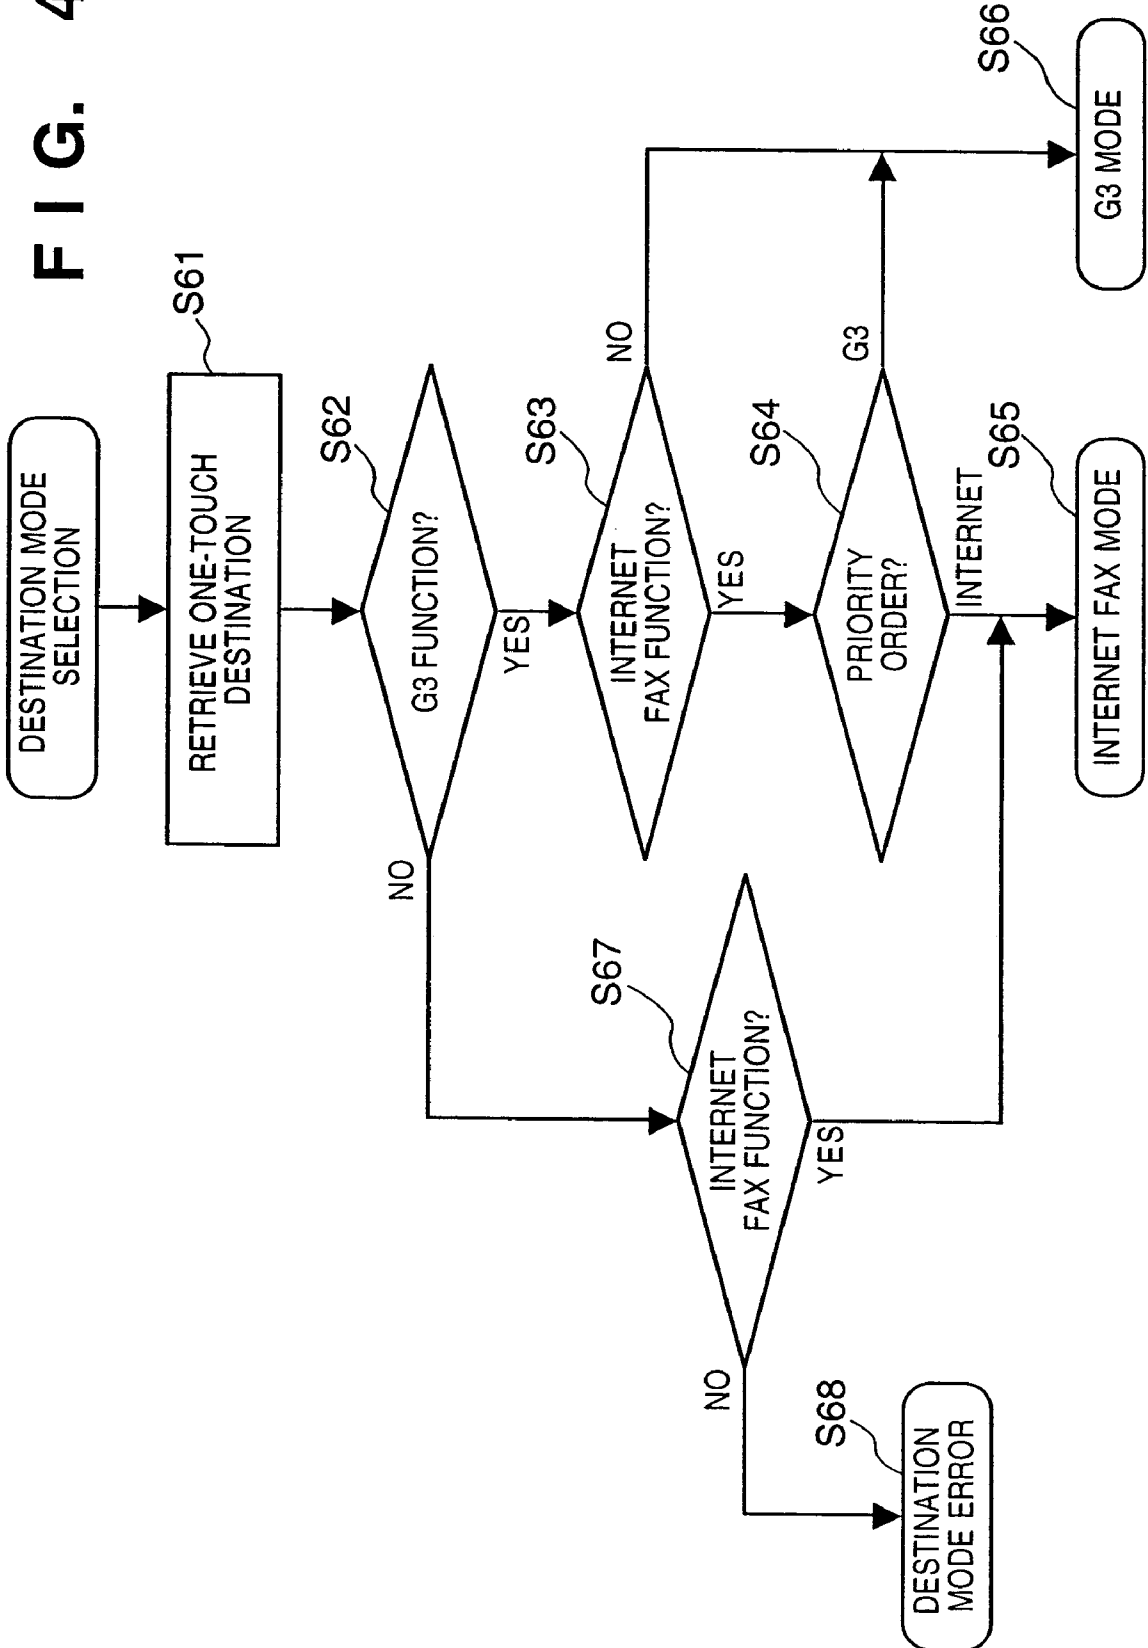 FIG. 4
DESTINATION MODE
SELECTION
RETRIEVE ONE-TOUCH
DESTINATION
S61
G3 FUNCTION?
S62
NO
YES
INTERNET
FAX FUNCTION?
S63
NO
YES
PRIORITY
ORDER?
S64
G3
INTERNET
INTERNET FAX MODE
S65
G3 MODE
S66
INTERNET
FAX FUNCTION?
S67
NO
YES
DESTINATION
MODE ERROR
S68